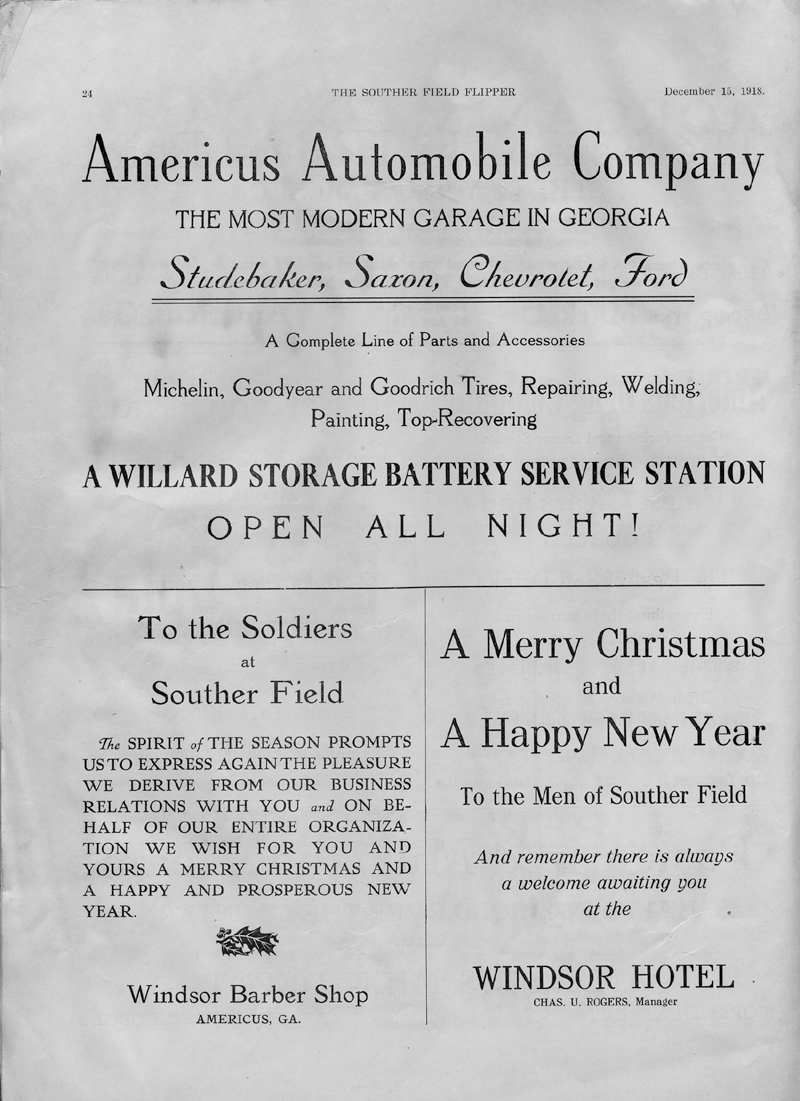 24
THE SOUTHER FIELD FLIPPER
December 15, 1918.
Americus Automobile Company
THE MOST MODERN GARAGE IN GEORGIA
Studebaker, Saxon, Chevrolet, Ford
A Complete Line of Parts and Accessories
Michelin, Goodyear and Goodrich Tires, Repairing, Welding,
Painting, Top-Recovering
A WILLARD STORAGE BATTERY SERVICE STATION
OPEN ALL NIGHT!
To the Soldiers
at
Souther Field
The SPIRIT of THE SEASON PROMPTS
US TO EXPRESS AGAIN THE PLEASURE
WE DERIVE FROM OUR BUSINESS
RELATIONS WITH YOU and ON BE-
HALF OF OUR ENTIRE ORGANIZA-
TION WE WISH FOR YOU AND
YOURS A MERRY CHRISTMAS AND
A HAPPY AND PROSPEROUS NEW
YEAR.
Windsor Barber Shop
AMERICUS, GA.
A Merry Christmas
and
A Happy New Year
To the Men of Souther Field
And remember there is always
a welcome awaiting you
at the
WINDSOR HOTEL
CHAS. U. ROGERS, Manager